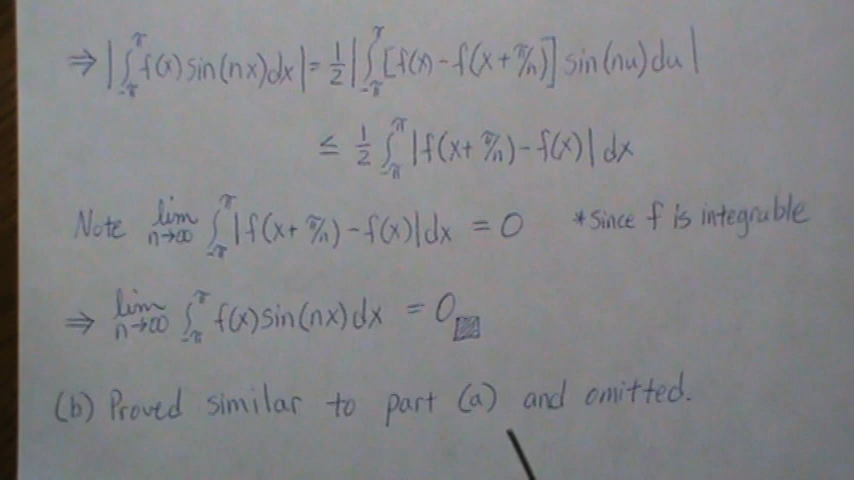 ⇒ |∫_{-π}^{π} f(x) sin(nx)dx| = 1/2 |∫_{-π}^{π} [f(x) - f(x + π/n)] sin(nu) du|
≤ 1/2 ∫_{-π}^{π} |f(x + π/n) - f(x)| dx
Note lim_{n→∞} ∫_{-π}^{π} |f(x + π/n) - f(x)| dx = 0 *since f is integrable
⇒ lim_{n→∞} ∫_{-π}^{π} f(x) sin(nx) dx = 0
(b) Proved similar to part (a) and omitted.